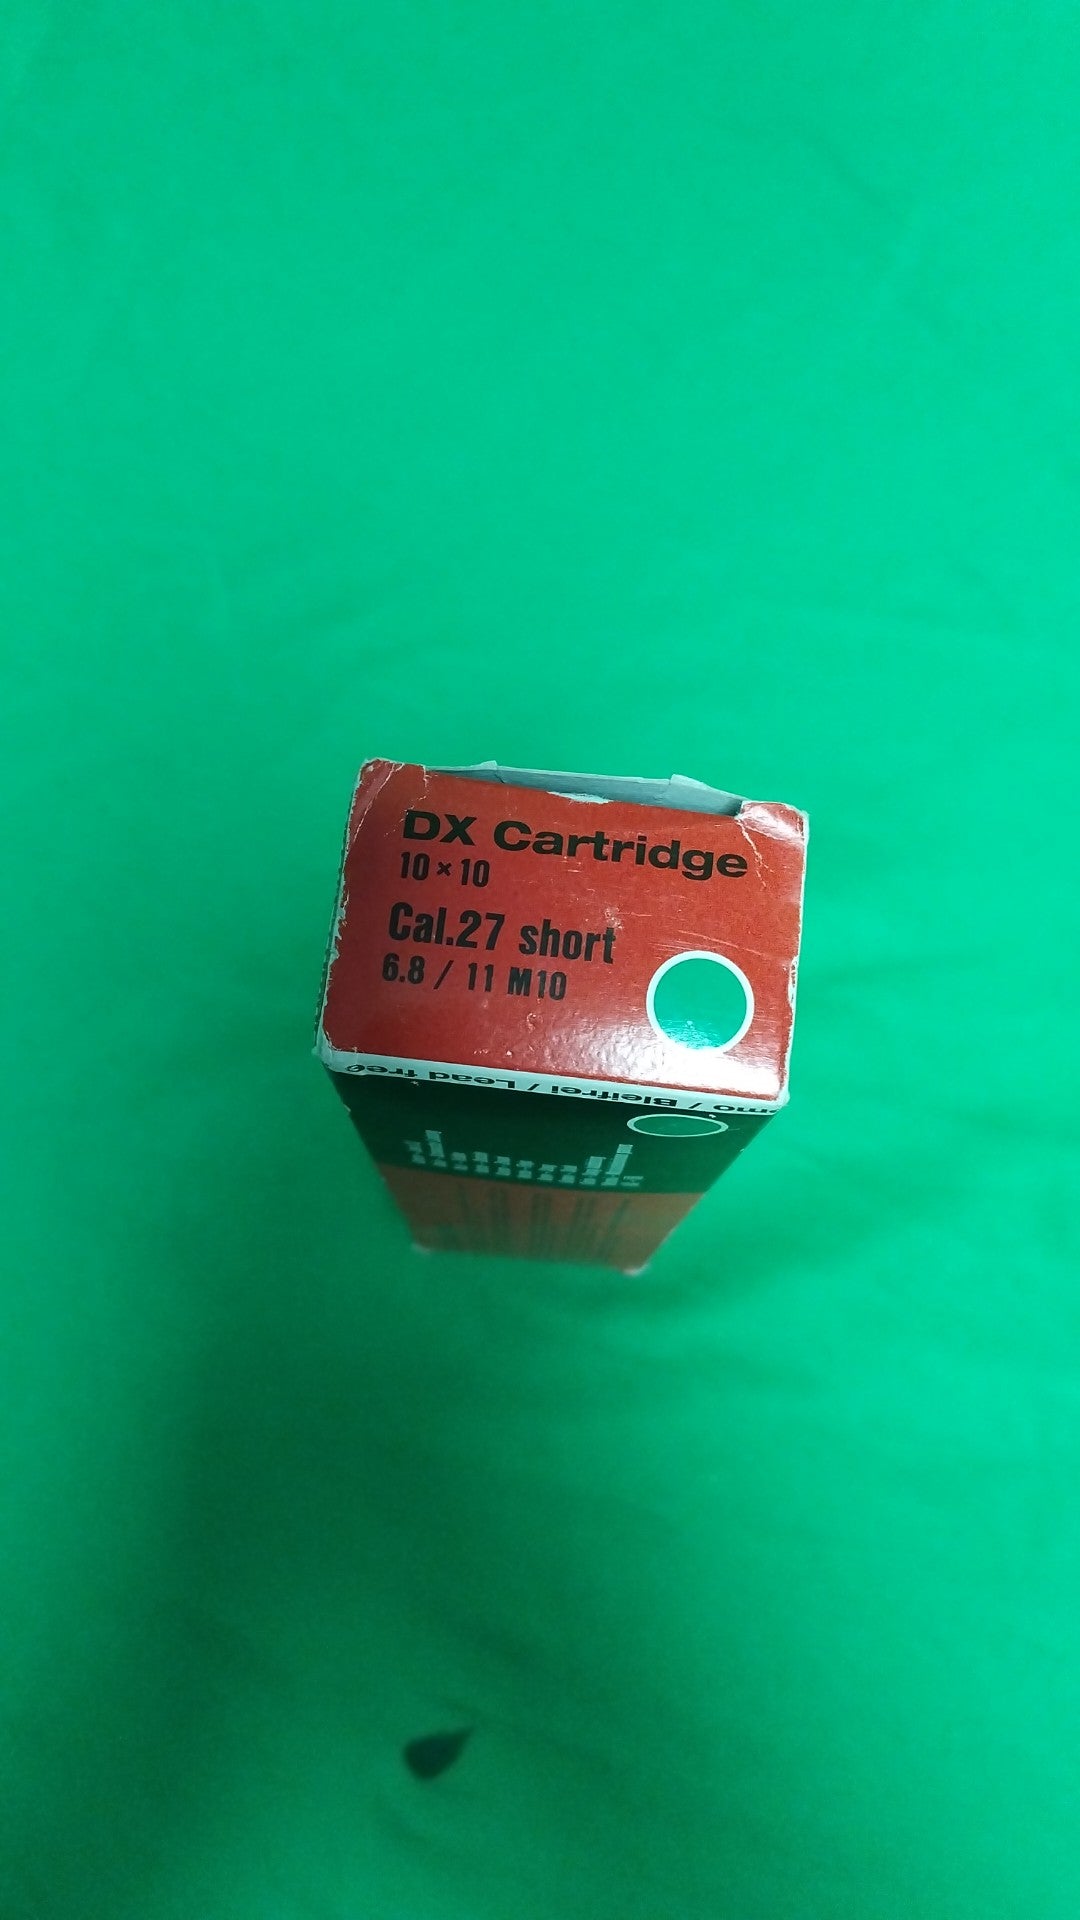 DX Cartridge
10 × 10
Cal.27 short
6.8 / 11 M10
/ Bleifrei / Lead free